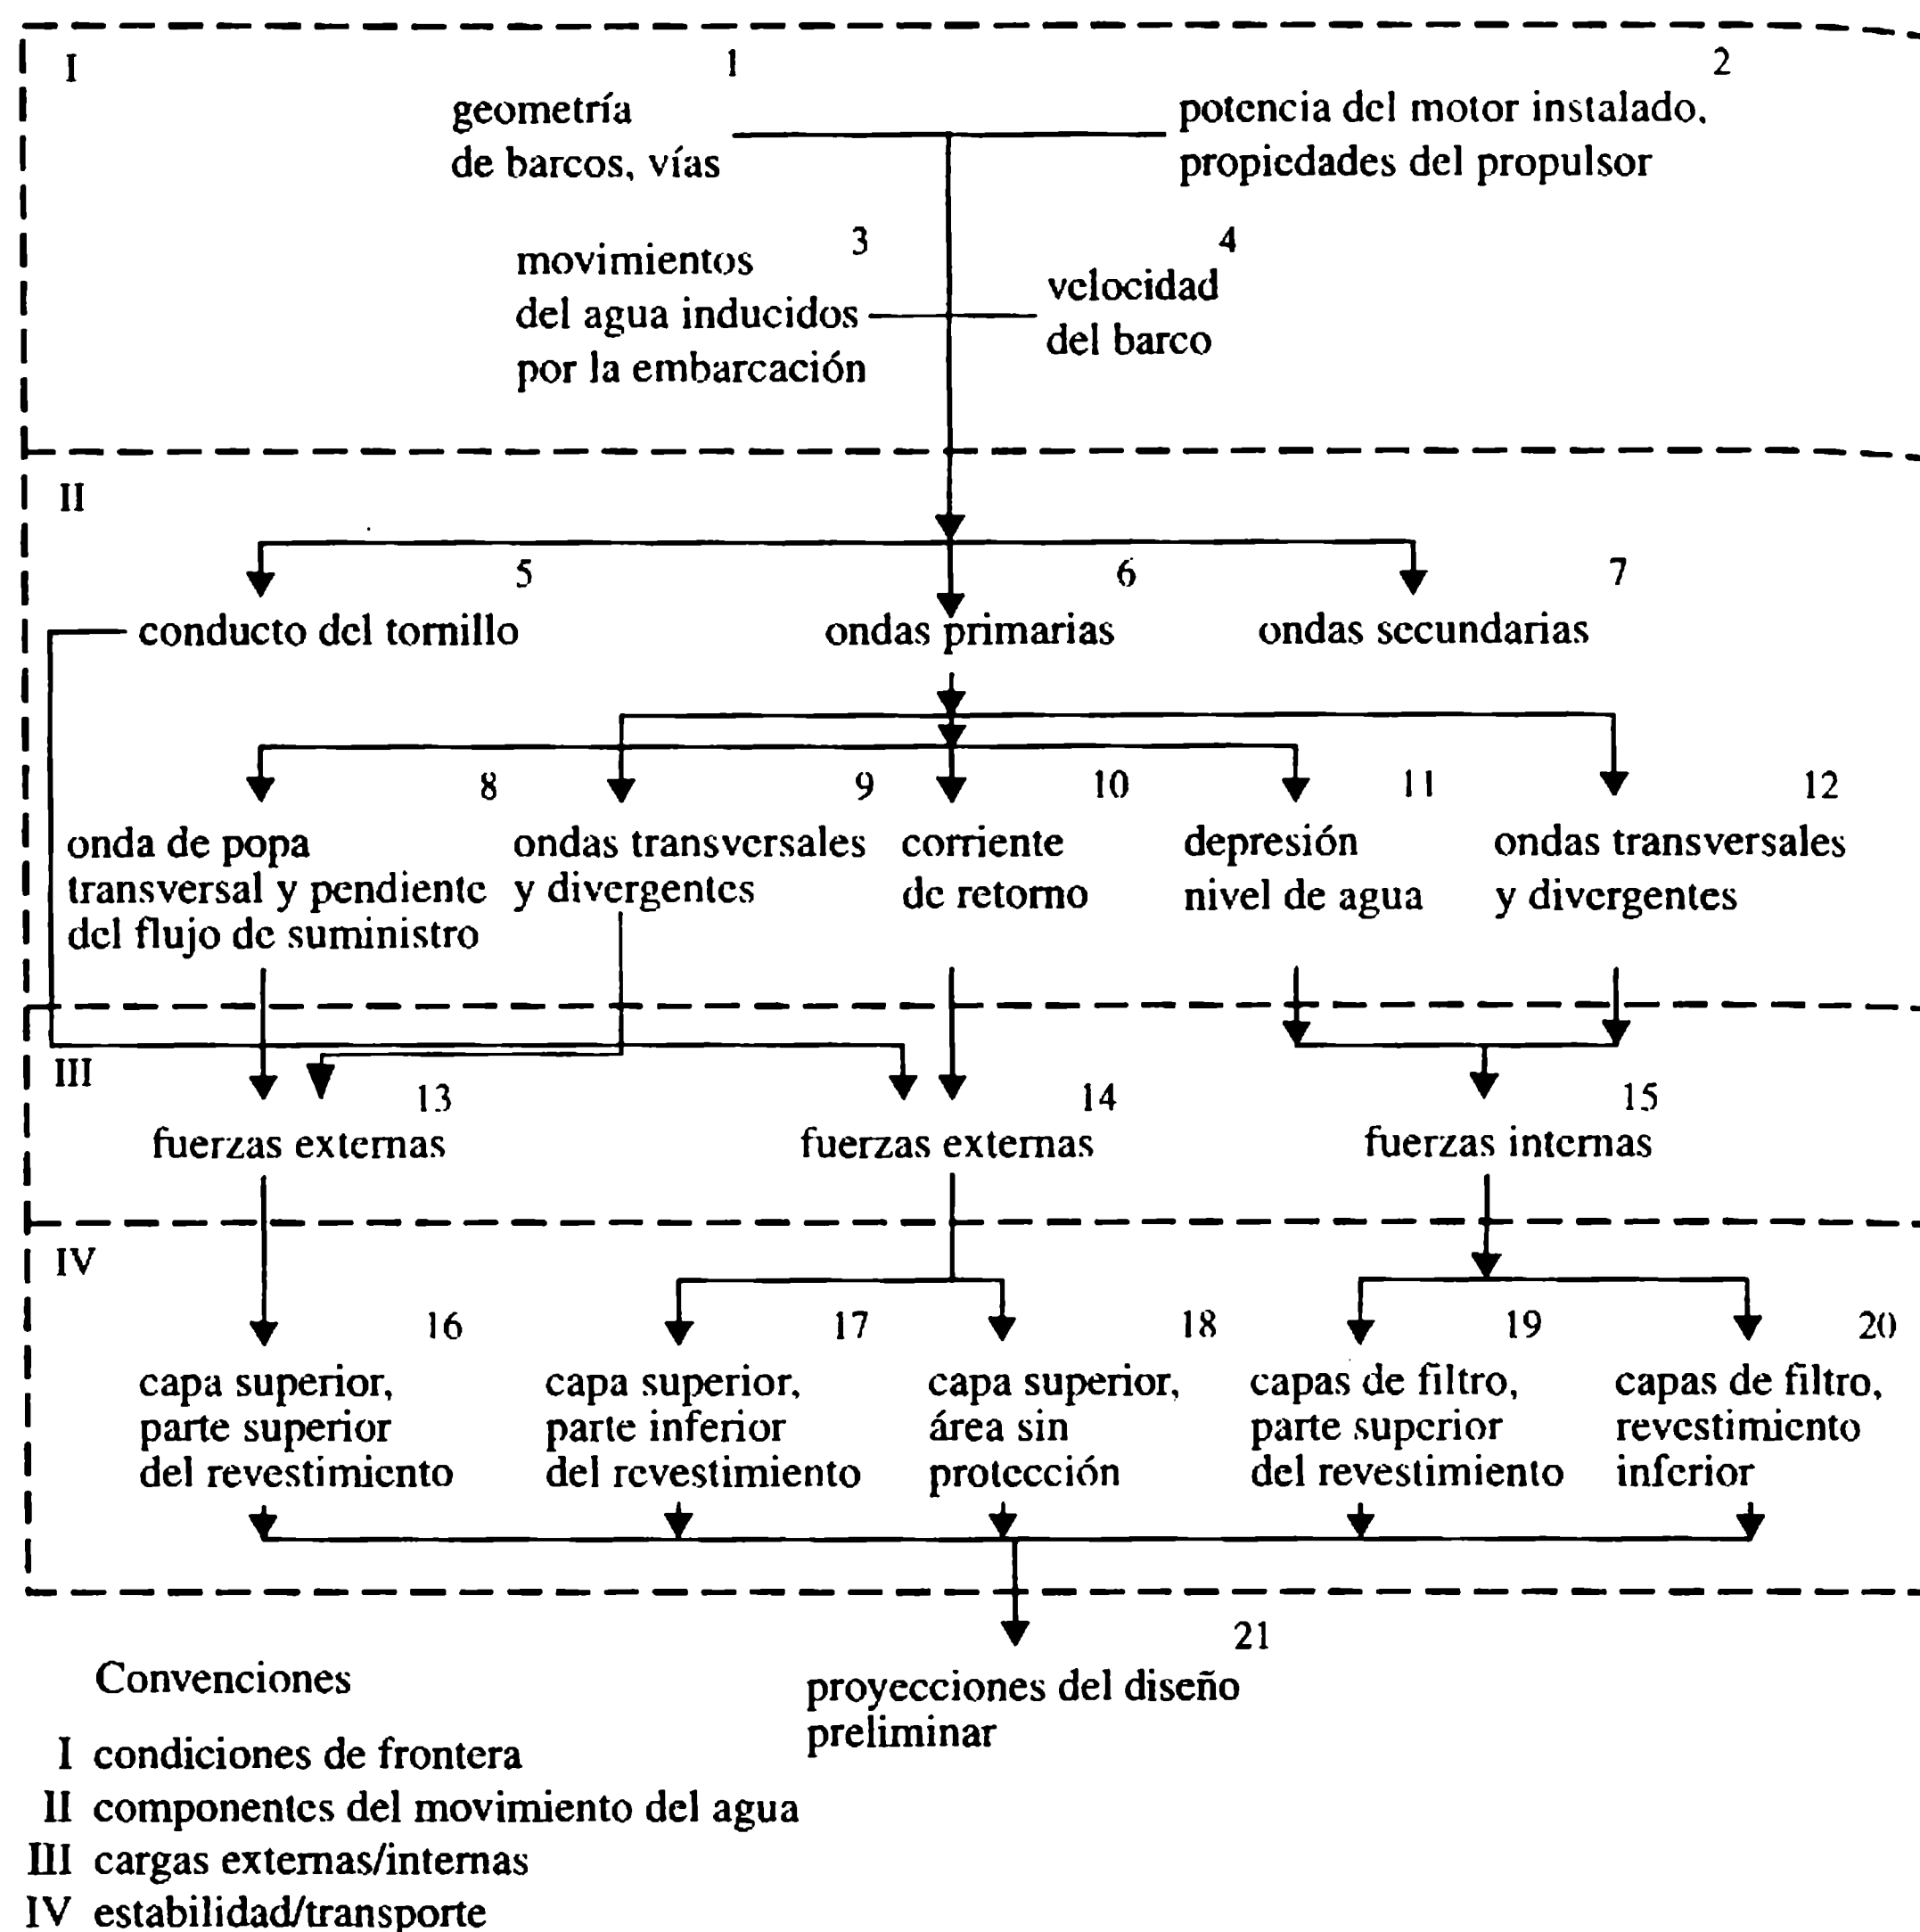 I
1
2
geometría
de barcos, vías
potencia del motor instalado,
propiedades del propulsor
3
4
movimientos
del agua inducidos
por la embarcación
velocidad
del barco
II
5
6
7
conducto del tornillo
ondas primarias
ondas secundarias
8
9
10
11
12
onda de popa
transversal y pendiente
del flujo de suministro
ondas transversales
y divergentes
corriente
de retorno
depresión
nivel de agua
ondas transversales
y divergentes
III
13
14
15
fuerzas externas
fuerzas externas
fuerzas internas
IV
16
17
18
19
20
capa superior,
parte superior
del revestimiento
capa superior,
parte inferior
del revestimiento
capa superior,
área sin
protección
capas de filtro,
parte superior
del revestimiento
capas de filtro,
revestimiento
inferior
21
proyecciones del diseño
preliminar
Convenciones
I condiciones de frontera
II componentes del movimiento del agua
III cargas externas/internas
IV estabilidad/transporte